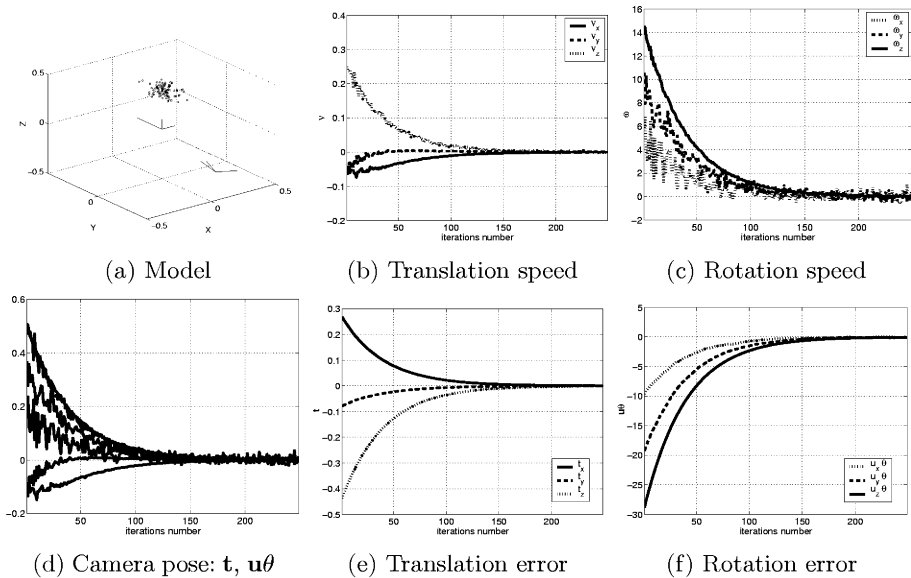 0.5
0
−0.5
Z
Y
X
0
−0.5
0
0.5
(a) Model
0.4
0.3
0.2
0.1
0
−0.1
−0.2
v
v_x
v_y
v_z
50 100 150 200
iterations number
(b) Translation speed
16
14
12
10
8
6
4
2
0
−2
ω
ω_x
ω_y
ω_z
50 100 150 200
iterations number
(c) Rotation speed
0.6
0.4
0.2
0
−0.2
50 100 150 200
iterations number
(d) Camera pose: t, uθ
0.3
0.2
0.1
0
−0.1
−0.2
−0.3
−0.4
−0.5
t
t_x
t_y
t_z
50 100 150 200
iterations number
(e) Translation error
5
0
−5
−10
−15
−20
−25
−30
uθ
u_x θ
u_y θ
u_z θ
50 100 150 200
iterations number
(f) Rotation error